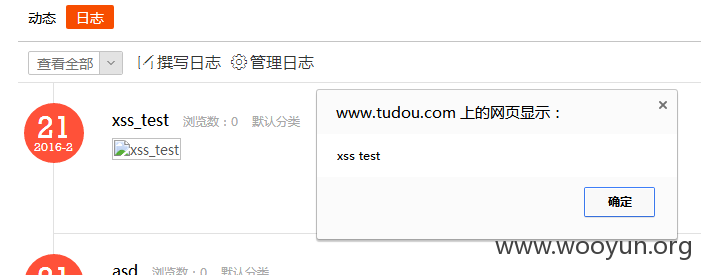 动态 日志
查看全部 撰写日志 管理日志
21
2016-2
xss_test 浏览数：0 默认分类
xss_test
www.tudou.com 上的网页显示：
xss test
确定
www.wooyun.org
21
asd 浏览数：0 默认分类